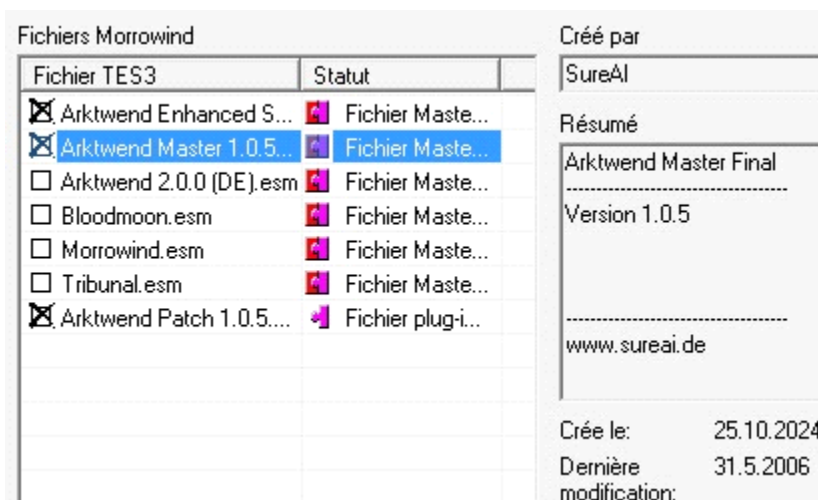 Fichiers Morrowind
Fichier TES3 Statut
Arktwend Enhanced S... Fichier Maste...
Arktwend Master 1.0.5... Fichier Maste...
Arktwend 2.0.0 (DE).esm Fichier Maste...
Bloodmoon.esm Fichier Maste...
Morrowind.esm Fichier Maste...
Tribunal.esm Fichier Maste...
Arktwend Patch 1.0.5.... Fichier plug-i...
Créé par
SureAI
Résumé
Arktwend Master Final
------------------------------------
Version 1.0.5
------------------------------------
www.sureai.de
Crée le: 25.10.2024
Dernière 31.5.2006
modification: